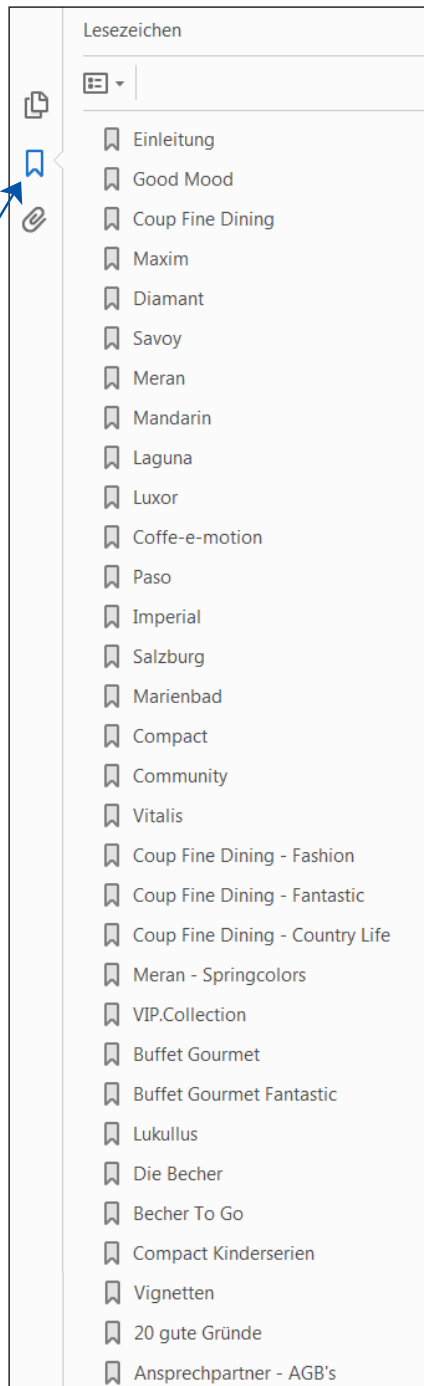 Lesezeichen
Einleitung
Good Mood
Coup Fine Dining
Maxim
Diamant
Savoy
Meran
Mandarin
Laguna
Luxor
Coffe-e-motion
Paso
Imperial
Salzburg
Marienbad
Compact
Community
Vitalis
Coup Fine Dining - Fashion
Coup Fine Dining - Fantastic
Coup Fine Dining - Country Life
Meran - Springcolors
VIP.Collection
Buffet Gourmet
Buffet Gourmet Fantastic
Lukullus
Die Becher
Becher To Go
Compact Kinderserien
Vignetten
20 gute Gründe
Ansprechpartner - AGB's